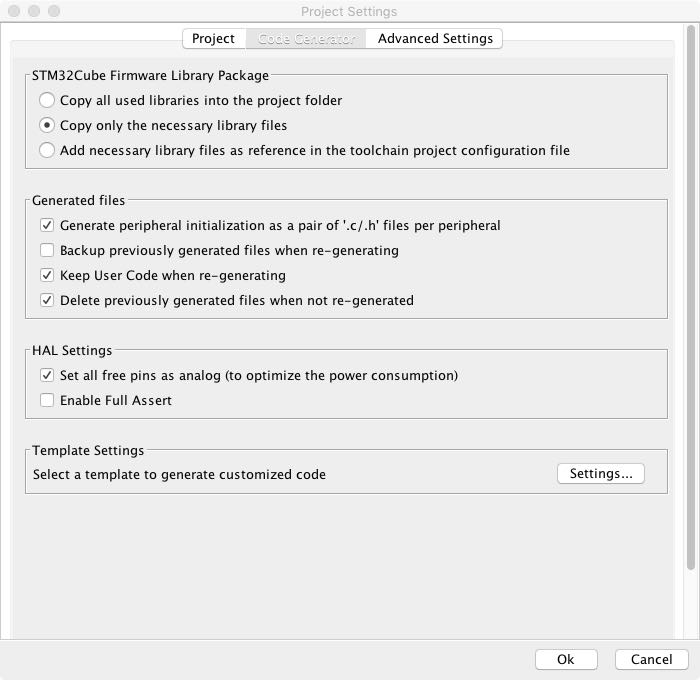 Project Settings
Project Code Generator Advanced Settings
STM32Cube Firmware Library Package
Copy all used libraries into the project folder
Copy only the necessary library files
Add necessary library files as reference in the toolchain project configuration file
Generated files
Generate peripheral initialization as a pair of '.c/.h' files per peripheral
Backup previously generated files when re-generating
Keep User Code when re-generating
Delete previously generated files when not re-generated
HAL Settings
Set all free pins as analog (to optimize the power consumption)
Enable Full Assert
Template Settings
Select a template to generate customized code Settings...
Ok Cancel